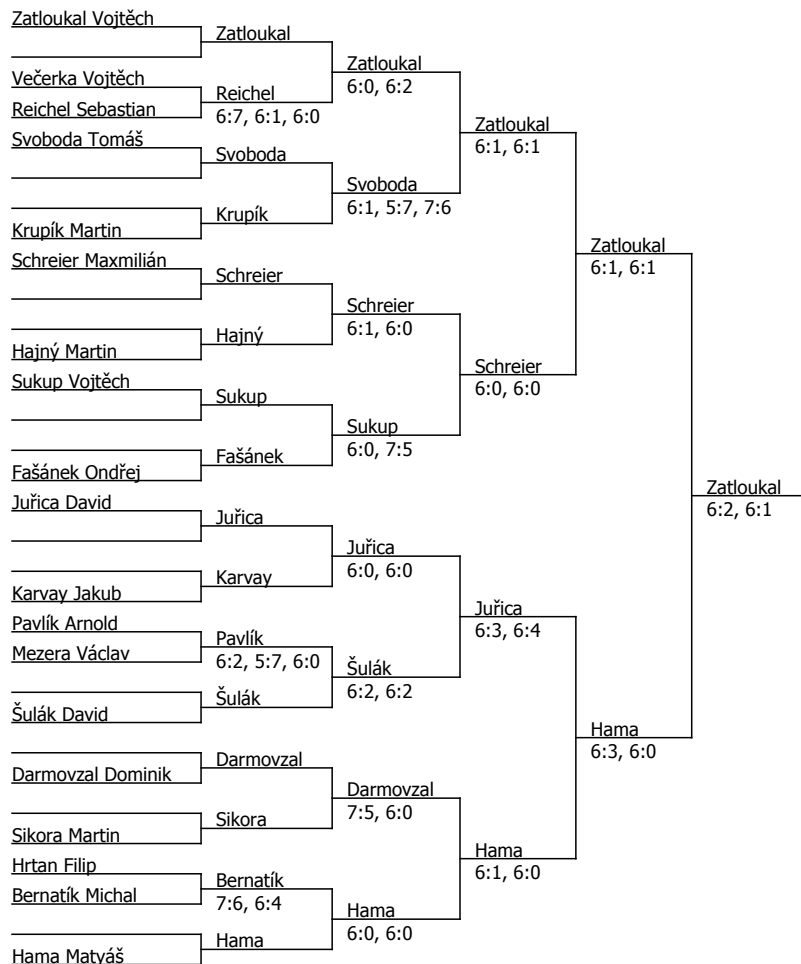 Zatloukal Vojtěch
Zatloukal
Zatloukal
6:0, 6:2
Večerka Vojtěch
Reichel
6:7, 6:1, 6:0
Reichel Sebastian
Zatloukal
6:1, 6:1
Svoboda Tomáš
Svoboda
Svoboda
6:1, 5:7, 7:6
Krupík
Krupík Martin
Zatloukal
6:1, 6:1
Schreier Maxmilián
Schreier
Schreier
6:1, 6:0
Hajný
Hajný Martin
Schreier
6:0, 6:0
Sukup Vojtěch
Sukup
Sukup
6:0, 7:5
Fašánek
Fašánek Ondřej
Zatloukal
6:2, 6:1
Juřica David
Juřica
Juřica
6:0, 6:0
Karvay
Karvay Jakub
Juřica
6:3, 6:4
Pavlík Arnold
Pavlík
6:2, 5:7, 6:0
Mezera Václav
Šulák
6:2, 6:2
Šulák
Šulák David
Hama
6:3, 6:0
Darmovzal
Darmovzal Dominik
Darmovzal
7:5, 6:0
Sikora
Sikora Martin
Hama
6:1, 6:0
Hrtan Filip
Bernatík
7:6, 6:4
Bernatík Michal
Hama
6:0, 6:0
Hama
Hama Matyáš